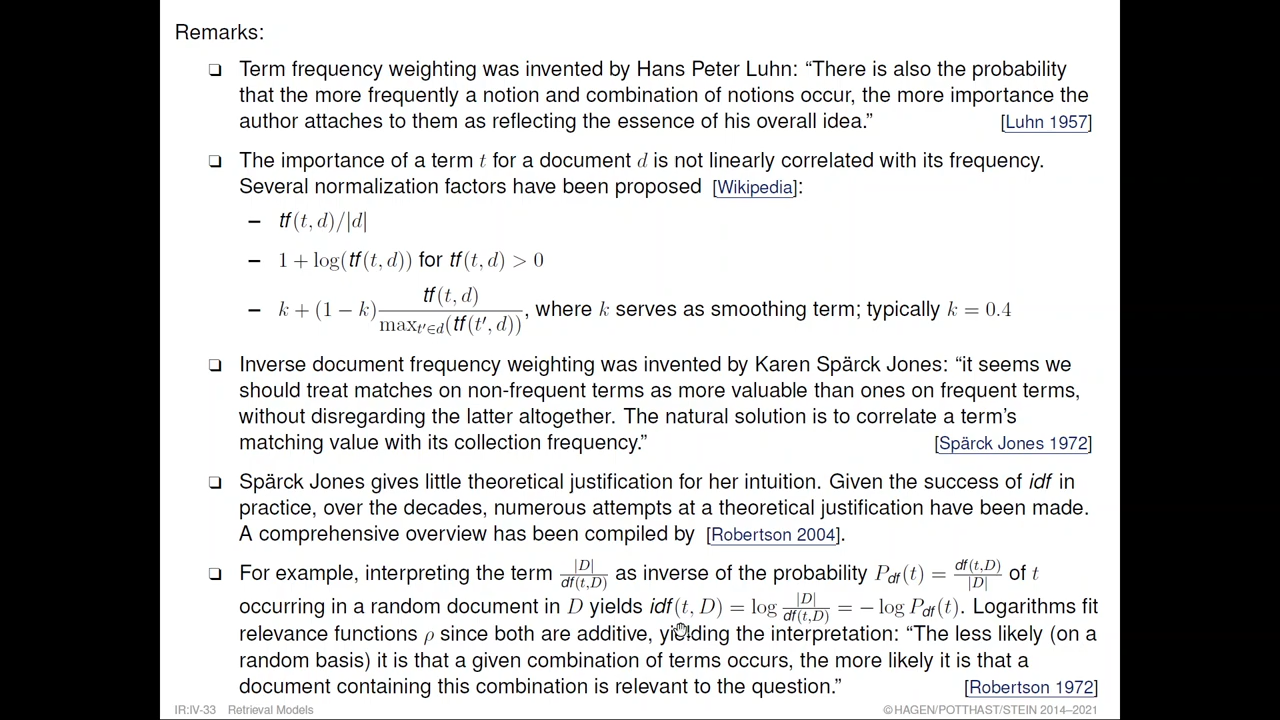 Remarks:
❑ Term frequency weighting was invented by Hans Peter Luhn: “There is also the probability
that the more frequently a notion and combination of notions occur, the more importance the
author attaches to them as reflecting the essence of his overall idea.” [Luhn 1957]
❑ The importance of a term t for a document d is not linearly correlated with its frequency.
Several normalization factors have been proposed [Wikipedia]:
– tf(t, d)/|d|
– 1 + log(tf(t, d)) for tf(t, d) > 0
– k + (1 − k) tf(t, d) / max_{t′∈d}(tf(t′, d)), where k serves as smoothing term; typically k = 0.4
❑ Inverse document frequency weighting was invented by Karen Spärck Jones: “it seems we
should treat matches on non-frequent terms as more valuable than ones on frequent terms,
without disregarding the latter altogether. The natural solution is to correlate a term’s
matching value with its collection frequency.” [Spärck Jones 1972]
❑ Spärck Jones gives little theoretical justification for her intuition. Given the success of idf in
practice, over the decades, numerous attempts at a theoretical justification have been made.
A comprehensive overview has been compiled by [Robertson 2004].
❑ For example, interpreting the term |D|/df(t,D) as inverse of the probability P_df(t) = df(t,D)/|D| of t
occurring in a random document in D yields idf(t, D) = log |D|/df(t,D) = − log P_df(t). Logarithms fit
relevance functions ρ since both are additive, yielding the interpretation: “The less likely (on a
random basis) it is that a given combination of terms occurs, the more likely it is that a
document containing this combination is relevant to the question.” [Robertson 1972]
IR:IV-33 Retrieval Models ©HAGEN/POTTHAST/STEIN 2014–2021